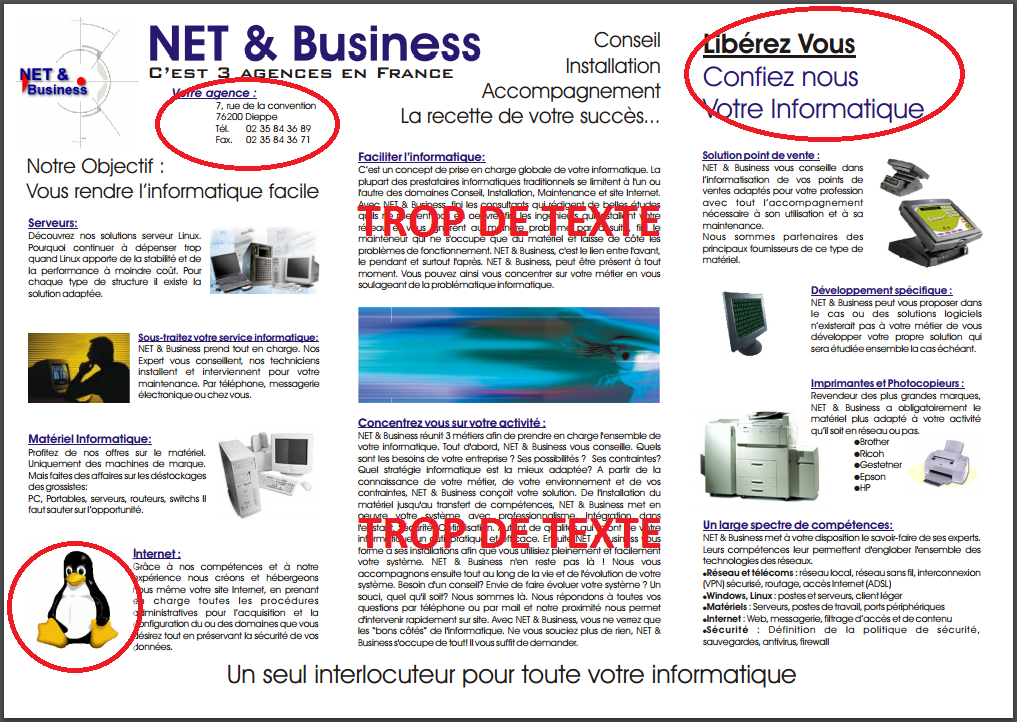 NET &
Business
NET & Business
C'EST 3 AGENCES EN FRANCE
Votre agence :
7, rue de la convention
76200 Dieppe
Tél. 02 35 84 36 89
Fax. 02 35 84 36 71
Notre Objectif :
Vous rendre l'informatique facile
Serveurs:
Découvrez nos solutions serveur Linux.
Pourquoi continuer à dépenser trop
quand Linux apporte de la stabilité et de
la performance à moindre coût. Pour
chaque type de structure il existe la
solution adaptée.
Sous-traitez votre service informatique:
NET & Business prend tout en charge. Nos
Expert vous conseillent, nos techniciens
installent et interviennent pour votre
maintenance. Par téléphone, messagerie
électronique ou chez vous.
Matériel Informatique:
Profitez de nos offres sur le matériel.
Uniquement des machines de marque.
Mais faites des affaires sur les déstockages
des grossistes:
PC, Portables, serveurs, routeurs, switchs Il
faut sauter sur l'opportunité.
Internet :
Grâce à nos compétences et à notre
expérience nous créons et hébergeons
nous même votre site Internet, en prenant
en charge toutes les procédures
administratives pour l'acquisition et la
configuration du ou des domaines que vous
désirez tout en préservant la sécurité de vos
données.
Conseil
Installation
Accompagnement
La recette de votre succès...
Faciliter l'informatique:
C'est un concept de prise en charge globale de votre informatique. La
plupart des prestataires informatiques traditionnels se limitent à l'un ou
l'autre des domaines Conseil, Installation, Maintenance et site Internet.
Avec NET & Business, fini les consultants qui rédigent de belles études
TROP DE TEXTE
mainteneur qui ne s'occupe que du matériel et laisse de côté les
problèmes de fonctionnement. NET & Business, c'est le lien entre l'avant,
le pendant et surtout l'après. NET & Business, peut être présent à tout
moment. Vous pouvez ainsi vous concentrer sur votre métier en vous
soulageant de la problématique informatique.
Concentrez vous sur votre activité :
NET & Business réunit 3 métiers afin de prendre en charge l'ensemble de
votre informatique. Tout d'abord, NET & Business vous conseille. Quels
sont les besoins de votre entreprise ? Ses possibilités ? Ses contraintes?
Quel stratégie informatique est la mieux adaptée? A partir de la
connaissance de votre métier, de votre environnement et de vos
contraintes, NET & Business conçoit votre solution. De l'installation du
matériel jusqu'au transfert de compétences, NET & Business met en
oeuvre votre système avec professionnalisme. Intégration dans
TROP DE TEXTE
forme à ses installations afin que vous utilisiez pleinement et facilement
votre système. NET & Business n'en reste pas là ! Nous vous
accompagnons ensuite tout au long de la vie et de l'évolution de votre
système. Besoin d'un conseil? Envie de faire évoluer votre système ? Un
souci, quel qu'il soit? Nous sommes là. Nous répondons à toutes vos
questions par téléphone ou par mail et notre proximité nous permet
d'intervenir rapidement sur site. Avec NET & Business, vous ne verrez que
les "bons côtés" de l'informatique. Ne vous souciez plus de rien, NET &
Business s'occupe de tout! Il vous suffit de demander.
Libérez Vous
Confiez nous
Votre Informatique
Solution point de vente :
NET & Business vous conseille dans
l'informatisation de vos points de
ventes adaptés pour votre profession
avec tout l'accompagnement
nécessaire à son utilisation et à sa
maintenance.
Nous sommes partenaires des
principaux fournisseurs de ce type de
matériel.
Développement spécifique :
NET & Business peut vous proposer dans
le cas ou des solutions logiciels
n'existerait pas à votre métier de vous
développer votre propre solution qui
sera étudiée ensemble la cas échéant.
Imprimantes et Photocopieurs :
Revendeur des plus grandes marques,
NET & Business a obligatoirement le
matériel plus adapté à votre activité
qu'il soit en réseau ou pas.
●Brother
●Ricoh
●Gestetner
●Epson
●HP
Un large spectre de compétences:
NET & Business met à votre disposition le savoir-faire de ses experts.
Leurs compétences leur permettent d'englober l'ensemble des
technologies des réseaux.
●Réseau et télécoms : réseau local, réseau sans fil, interconnexion
(VPN) sécurisé, routage, accès Internet (ADSL)
●Windows, Linux : postes et serveurs, client léger
●Matériels : Serveurs, postes de travail, ports périphériques
●Internet : Web, messagerie, filtrage d'accès et de contenu
●Sécurité : Définition de la politique de sécurité,
sauvegardes, antivirus, firewall
Un seul interlocuteur pour toute votre informatique